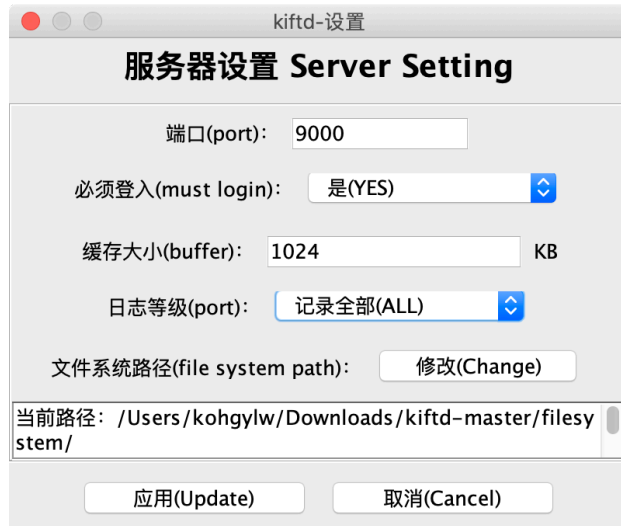 kiftd-设置
服务器设置 Server Setting
端口(port)： 9000
必须登入(must login)： 是(YES)
缓存大小(buffer)： 1024 KB
日志等级(port)： 记录全部(ALL)
文件系统路径(file system path)： 修改(Change)
当前路径：/Users/kohgylw/Downloads/kiftd-master/filesy
stem/
应用(Update) 取消(Cancel)